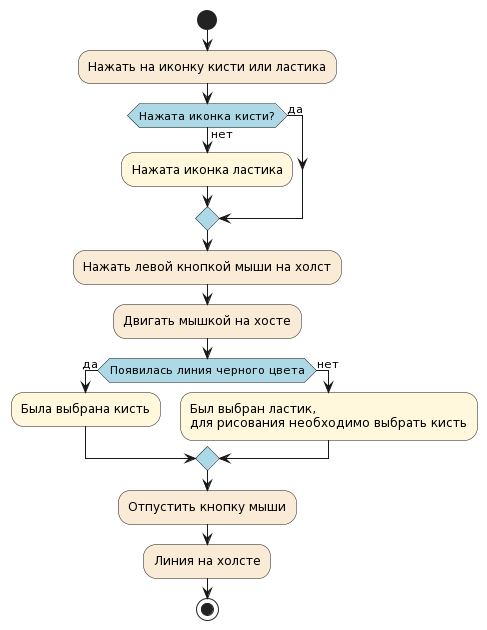 Нажать на иконку кисти или ластика
Нажата иконка кисти?
да
нет
Нажата иконка ластика
Нажать левой кнопкой мыши на холст
Двигать мышкой на хосте
да
Появилась линия черного цвета
нет
Была выбрана кисть
Был выбран ластик,
для рисования необходимо выбрать кисть
Отпустить кнопку мыши
Линия на холсте